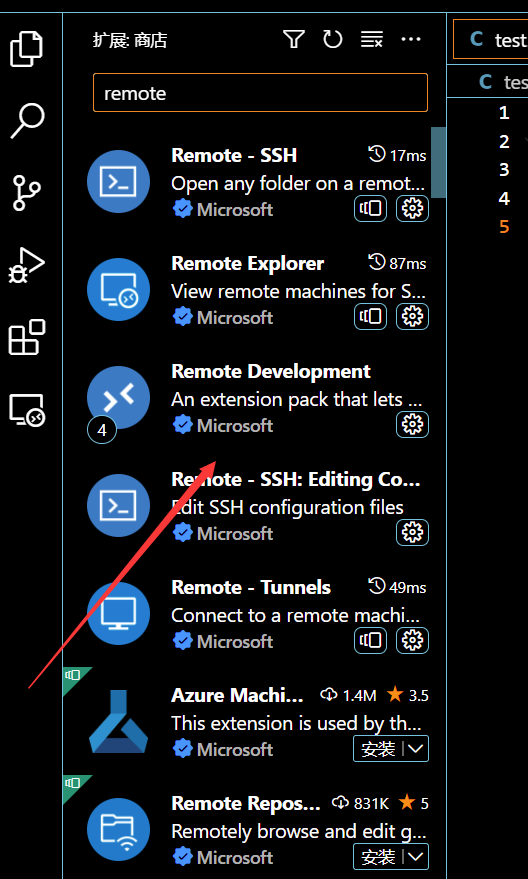 扩展: 商店
test
remote
tes
1
2
3
4
5
Remote - SSH 17ms
Open any folder on a remot...
Microsoft
Remote Explorer 87ms
View remote machines for S...
Microsoft
Remote Development
An extension pack that lets ...
4
Microsoft
Remote - SSH: Editing Co...
Edit SSH configuration files
Microsoft
Remote - Tunnels 49ms
Connect to a remote machi...
Microsoft
Azure Machi... 1.4M 3.5
This extension is used by th...
Microsoft 安装
Remote Repos... 831K 5
Remotely browse and edit g...
Microsoft 安装